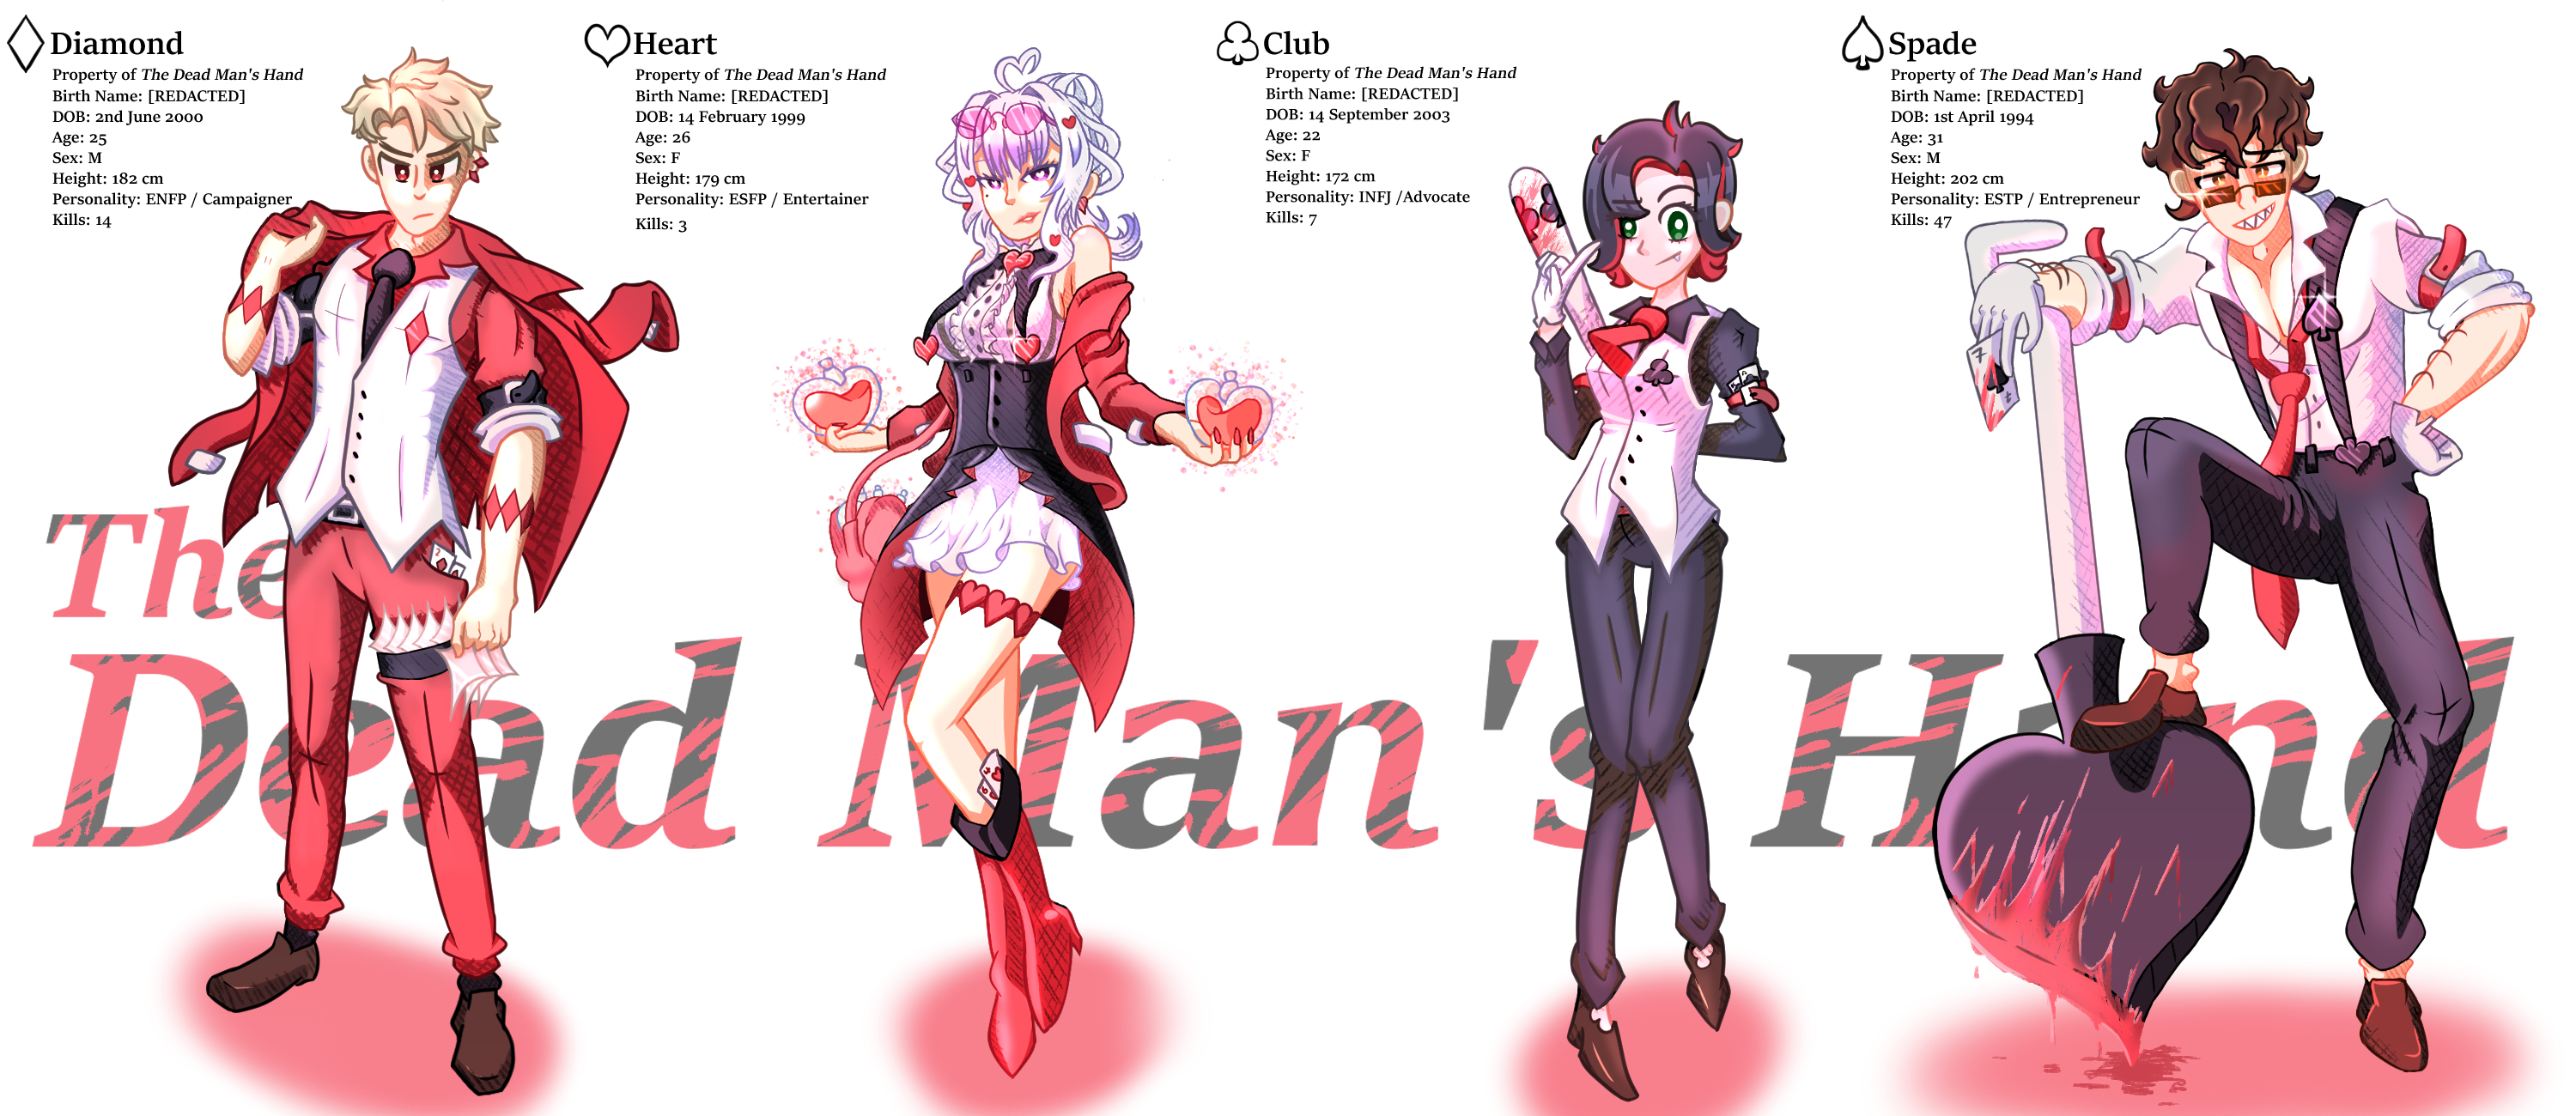 Diamond
Property of The Dead Man's Hand
Birth Name: [REDACTED]
DOB: 2nd June 2000
Age: 25
Sex: M
Height: 182 cm
Personality: ENFP / Campaigner
Kills: 14
Heart
Property of The Dead Man's Hand
Birth Name: [REDACTED]
DOB: 14 February 1999
Age: 26
Sex: F
Height: 179 cm
Personality: ESFP / Entertainer
Kills: 3
Club
Property of The Dead Man's Hand
Birth Name: [REDACTED]
DOB: 14 September 2003
Age: 22
Sex: F
Height: 172 cm
Personality: INFJ /Advocate
Kills: 7
Spade
Property of The Dead Man's Hand
Birth Name: [REDACTED]
DOB: 1st April 1994
Age: 31
Sex: M
Height: 202 cm
Personality: ESTP / Entrepreneur
Kills: 47
The
Dead Man's Hand